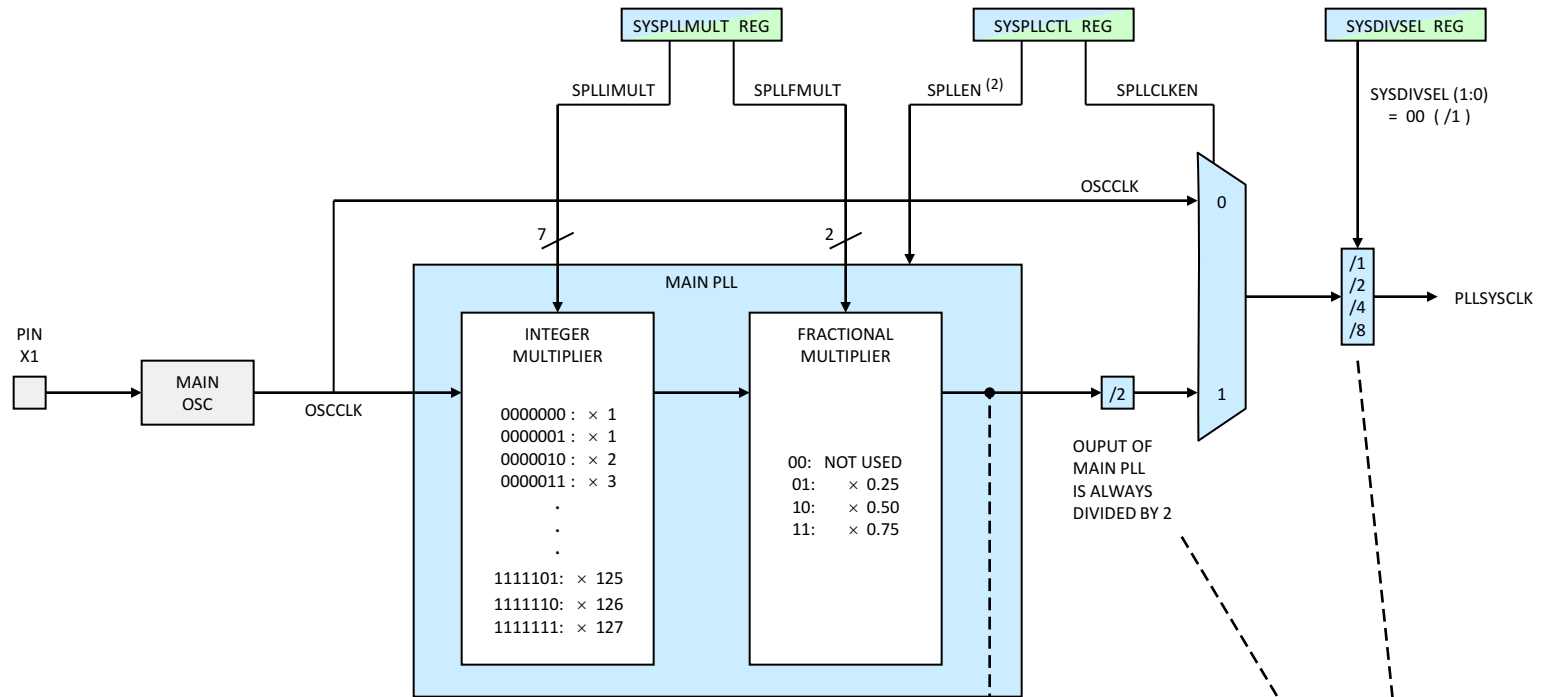 SYSPLLMULT REG
SYSPLLCTL REG
SYSDIVSEL REG
SPLLIMULT
SPLLFMULT
SPLLEN (2)
SPLLCLKEN
SYSDIVSEL (1:0)
= 00 ( /1 )
OSCCLK
0
7
2
MAIN PLL
/1
/2
/4
/8
PLLSYSCLK
PIN
X1
MAIN
OSC
OSCCLK
INTEGER
MULTIPLIER
0000000 : × 1
0000001 : × 1
0000010 : × 2
0000011 : × 3
.
.
.
1111101: × 125
1111110: × 126
1111111: × 127
FRACTIONAL
MULTIPLIER
00: NOT USED
01: × 0.25
10: × 0.50
11: × 0.75
/2
1
OUPUT OF
MAIN PLL
IS ALWAYS
DIVIDED BY 2